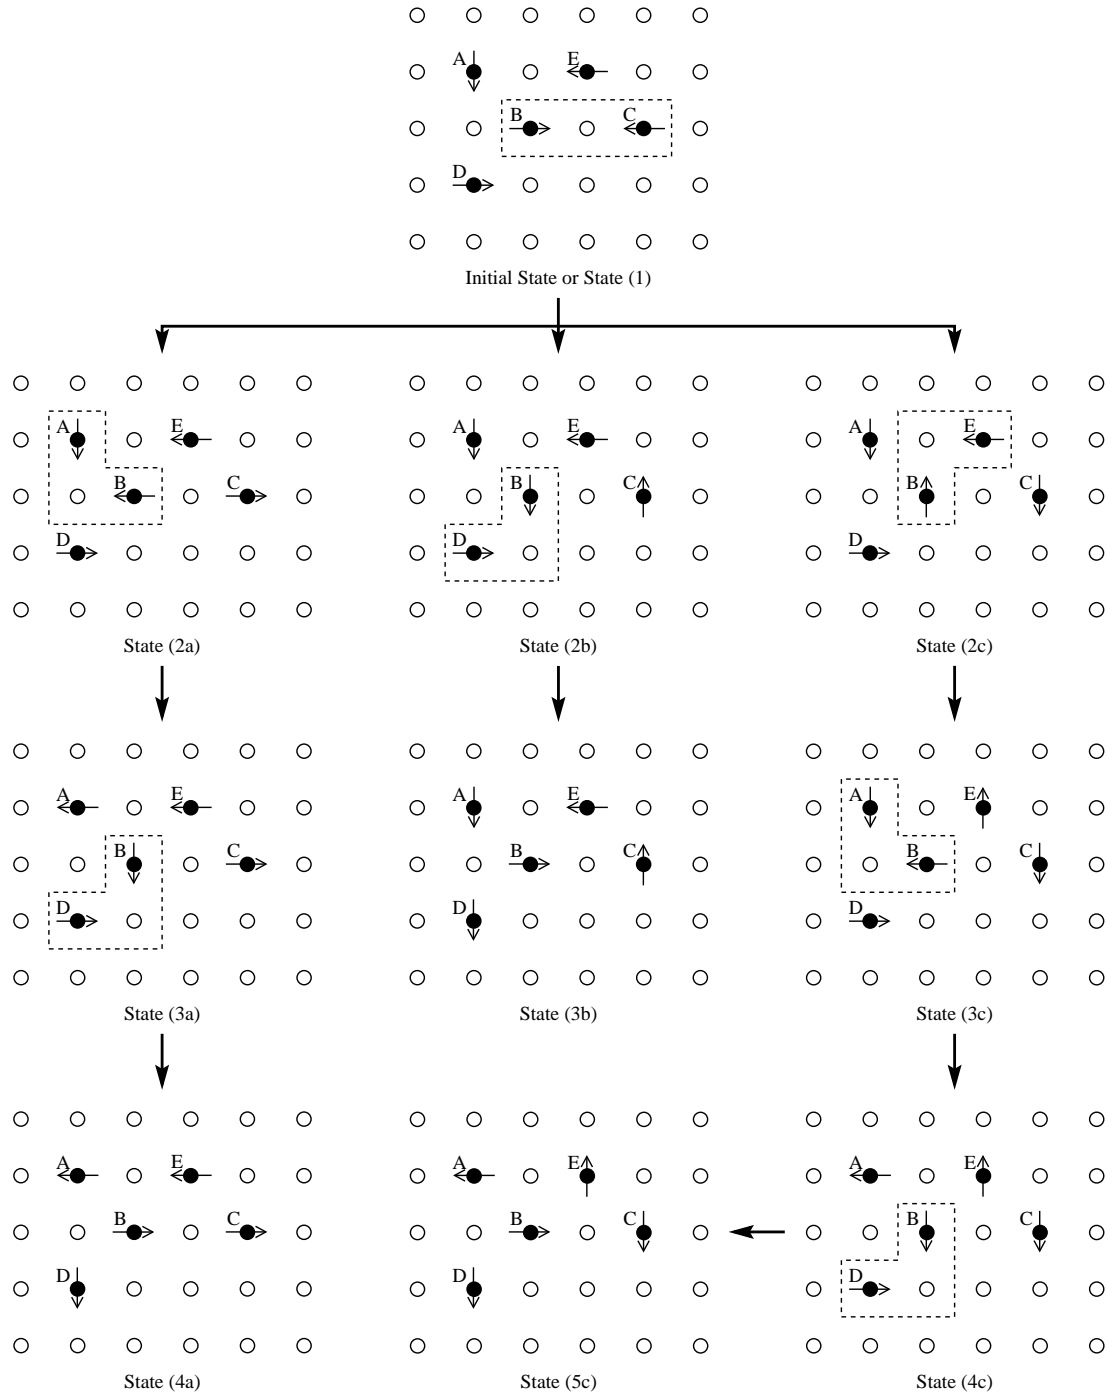 A E
B C
D
Initial State or State (1)
A E A E A E
B C B C B C
D D D
State (2a) State (2b) State (2c)
A E A E A E
B C B C B C
D D D
State (3a) State (3b) State (3c)
A E A E A E
B C B C B C
D D D
State (4a) State (5c) State (4c)